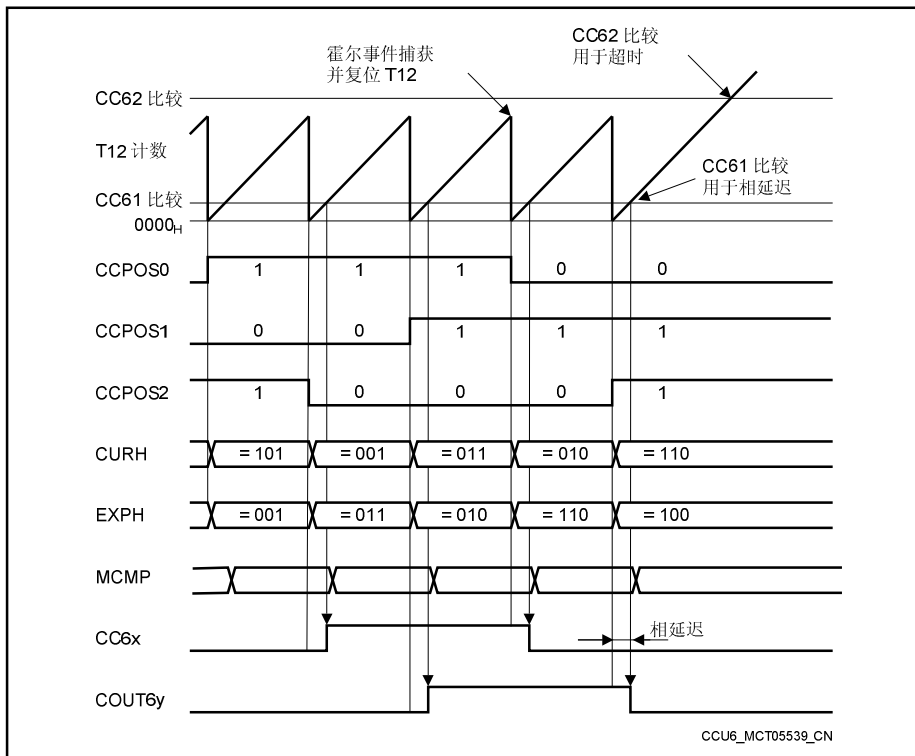 霍尔事件捕获
并复位 T12
CC62 比较
用于超时
CC62 比较
T12 计数
CC61 比较
用于相延迟
CC61 比较
0000H
CCPOS0 1 1 1 0 0
CCPOS1 0 0 1 1 1
CCPOS2 1 0 0 0 1
CURH = 101 = 001 = 011 = 010 = 110
EXPH = 001 = 011 = 010 = 110 = 100
MCMP
CC6x
相延迟
COUT6y
CCU6_MCT05539_CN